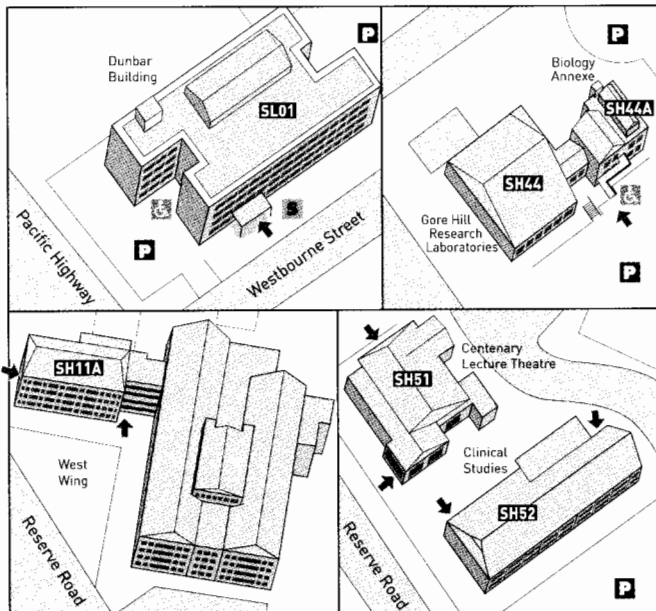 P
Dunbar
Building
SL01
G
S
P
Pacific Highway
Westbourne Street
P
Biology
Annexe
SH44A
SH44
G
Gore Hill
Research
Laboratories
P
SH11A
West
Wing
Reserve Road
SH51
Centenary
Lecture Theatre
Clinical
Studies
SH52
Reserve Road
P